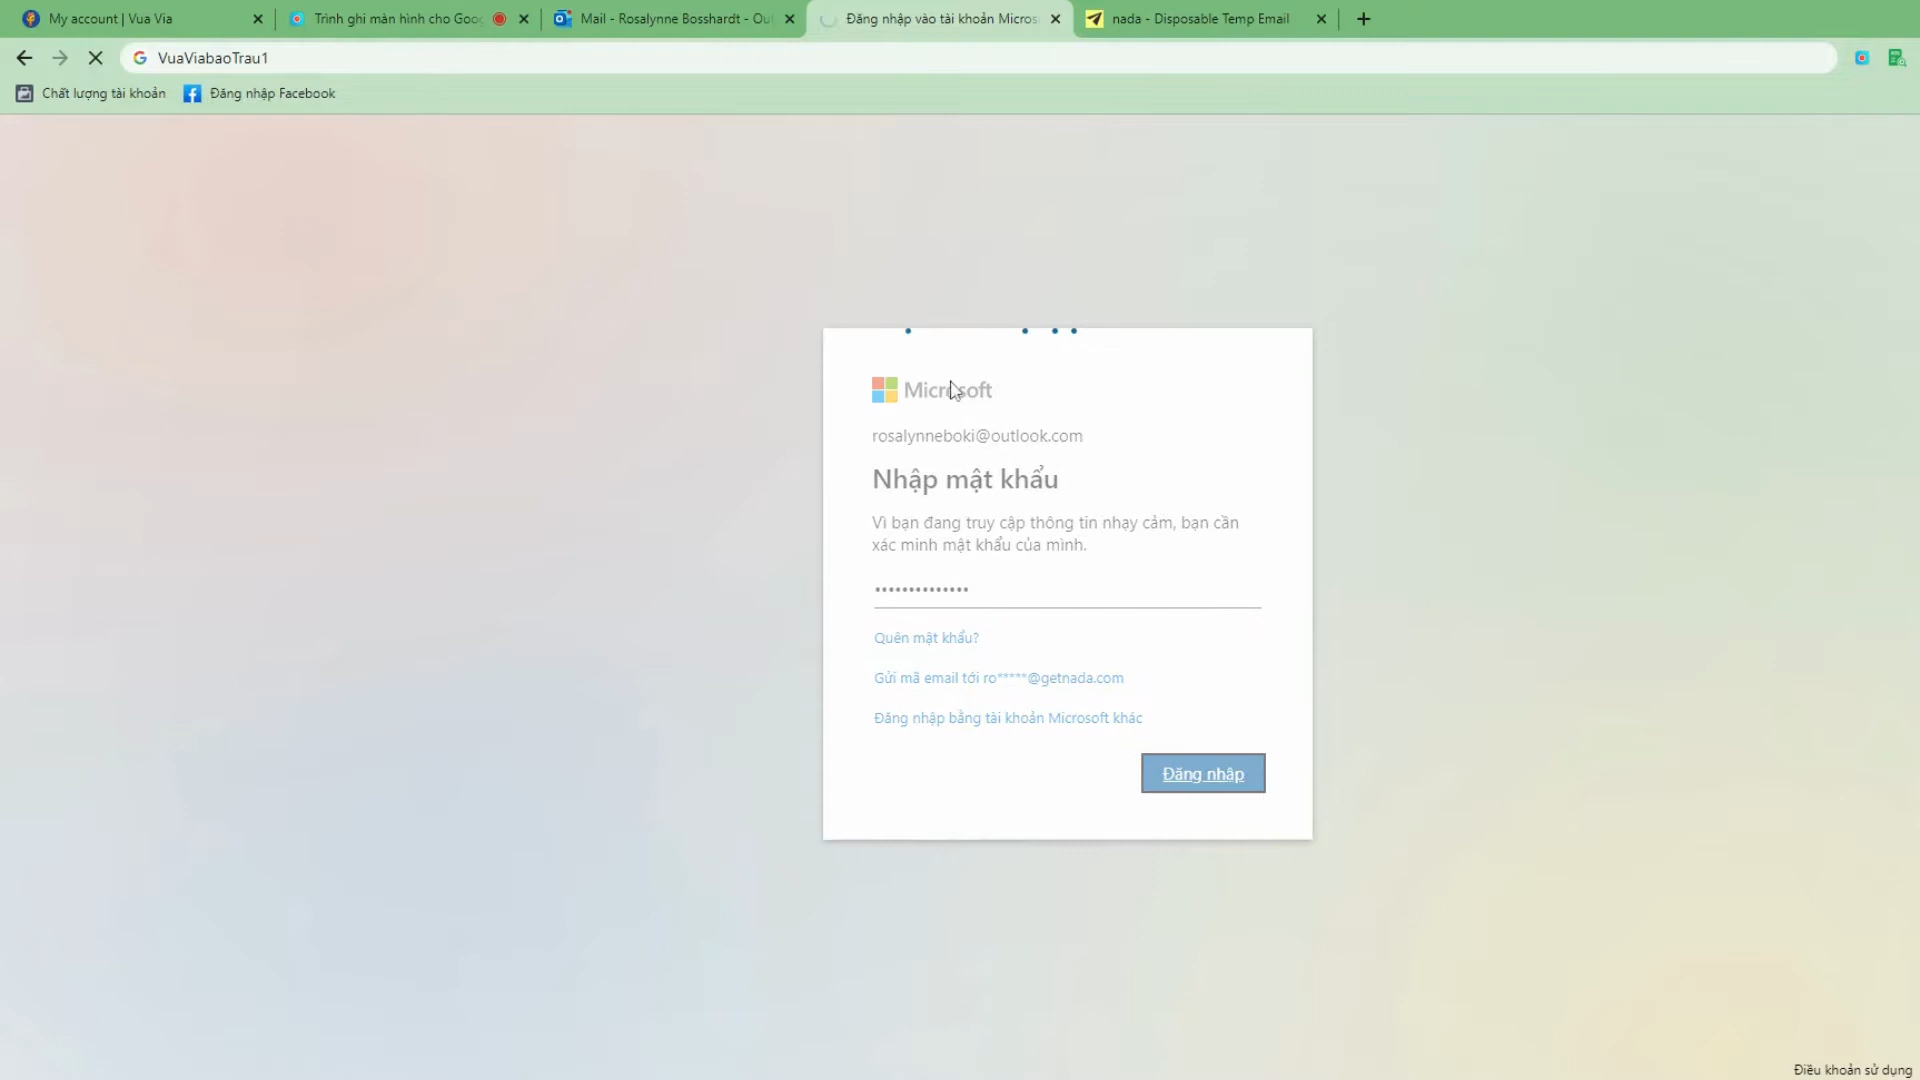 My account | Vua Via
Trình ghi màn hình cho Goog
Mail - Rosalynne Bosshardt - Ou
Đăng nhập vào tài khoản Micros
nada - Disposable Temp Email
VuaViabaoTrau1
Chất lượng tài khoản
Đăng nhập Facebook
Microsoft
rosalynneboki@outlook.com
Nhập mật khẩu
Vì bạn đang truy cập thông tin nhạy cảm, bạn cần
xác minh mật khẩu của mình.
••••••••••••••
Quên mật khẩu?
Gửi mã email tới ro*****@getnada.com
Đăng nhập bằng tài khoản Microsoft khác
Đăng nhập
Điều khoản sử dụng